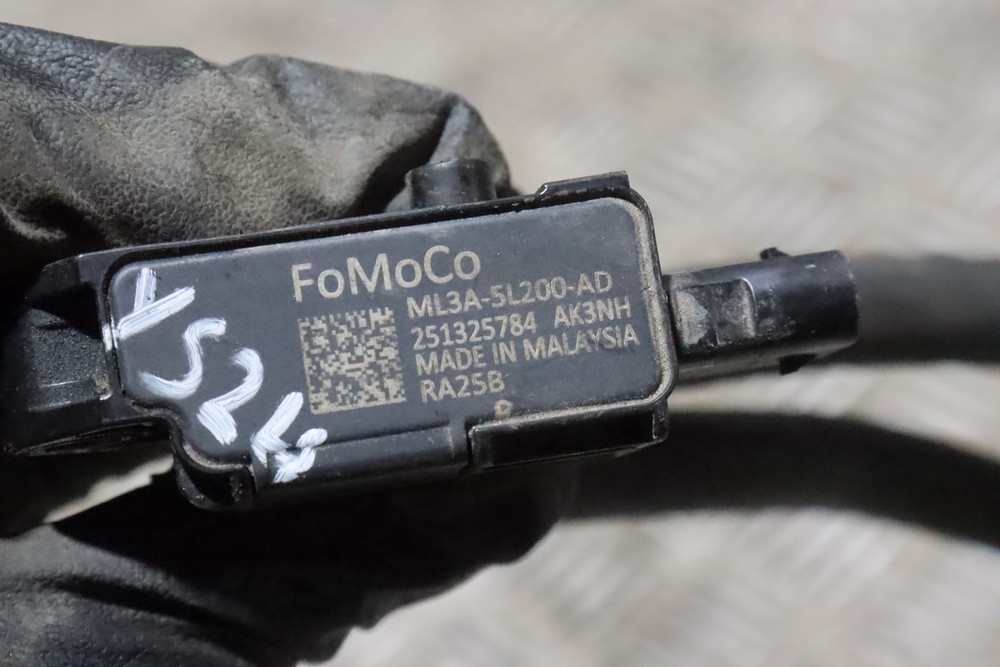 FoMoCo
ML3A-5L200-AD
251325784 AK3NH
MADE IN MALAYSIA
RA25B